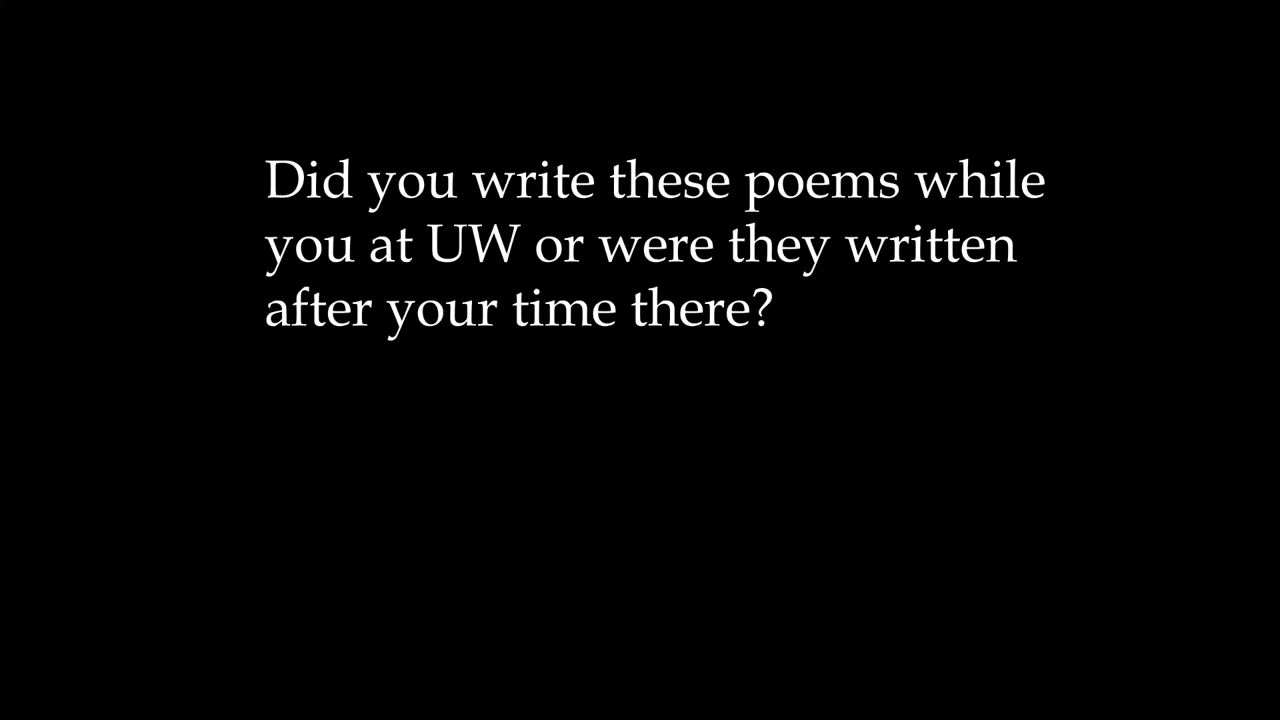 Did you write these poems while
you at UW or were they written
after your time there?